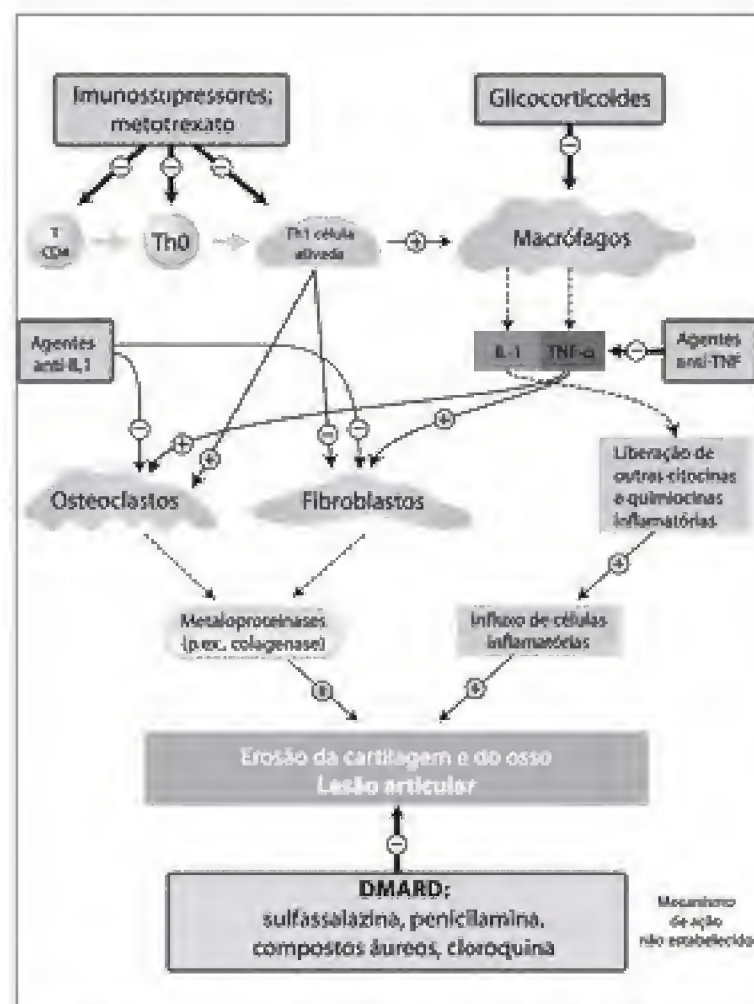 Imunossupressores;
metotrexato
Glicocorticoides
T
CD4
Th0
Th1 célula
ativada
Macrófagos
Agentes
anti-IL1
IL-1
TNF-α
Agentes
anti-TNF
Osteoclastos
Fibroblastos
Liberação de
outras citocinas
e quimiocinas
inflamatórias
Metaloproteinases
(p.ex., colagenase)
Influxo de células
inflamatórias
Erosão da cartilagem e do osso
Lesão articular
DMARD:
sulfassalazina, penicilamina,
compostos áureos, cloroquina
Mecanismo
de ação
não estabelecido